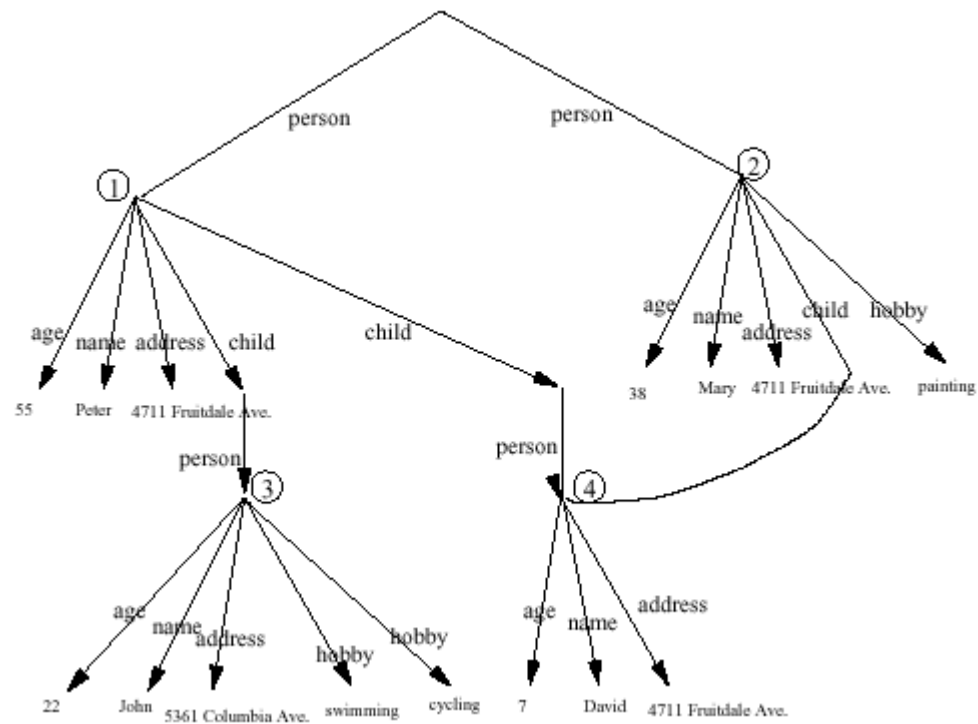 person
person
1
2
age
name
address
child
child
age
name
address
child
hobby
55
Peter
4711 Fruitdale Ave.
38
Mary
4711 Fruitdale Ave.
painting
person
person
3
4
age
name
address
hobby
hobby
age
name
address
22
John
5361 Columbia Ave.
swimming
cycling
7
David
4711 Fruitdale Ave.